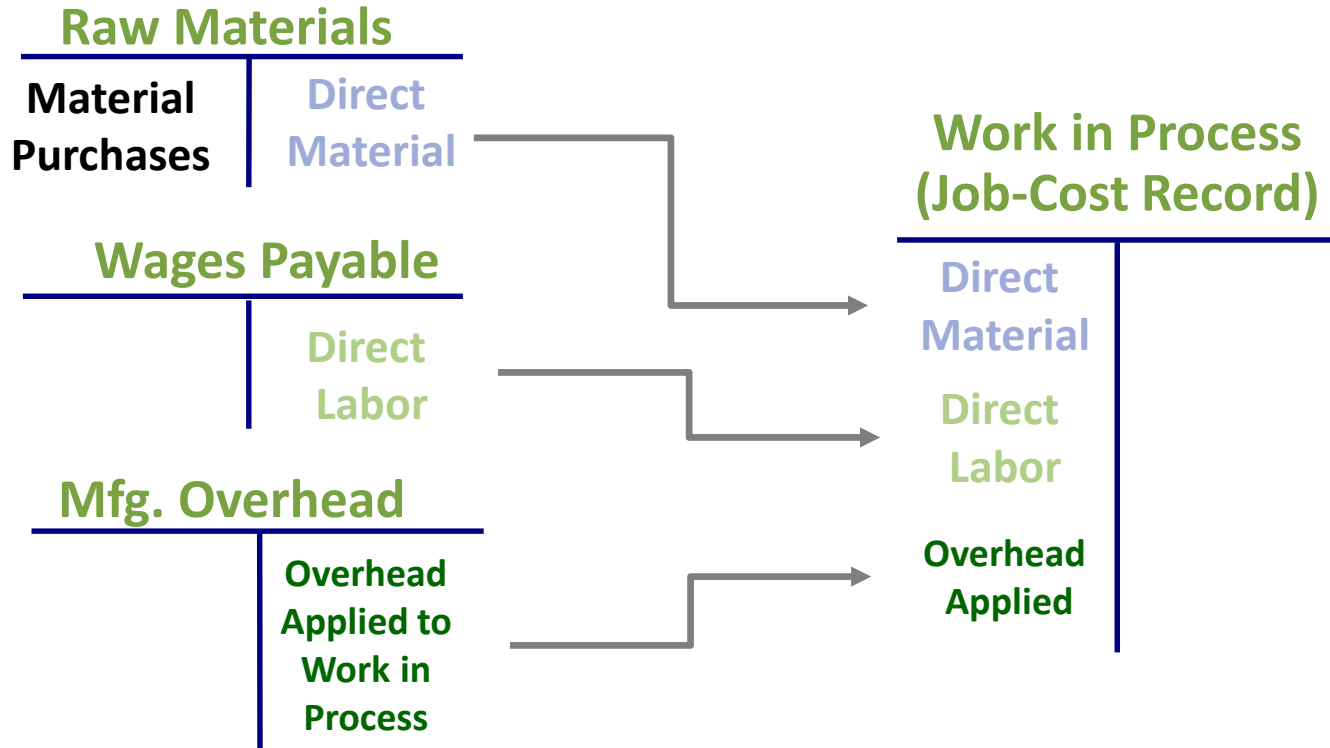 Raw Materials
Material
Purchases
Direct
Material
Wages Payable
Direct
Labor
Mfg. Overhead
Overhead
Applied to
Work in
Process
Work in Process
(Job-Cost Record)
Direct
Material
Direct
Labor
Overhead
Applied